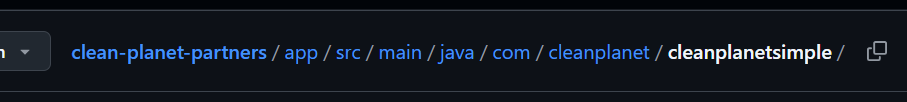 n clean-planet-partners / app / src / main / java / com / cleanplanet / cleanplanetsimple /